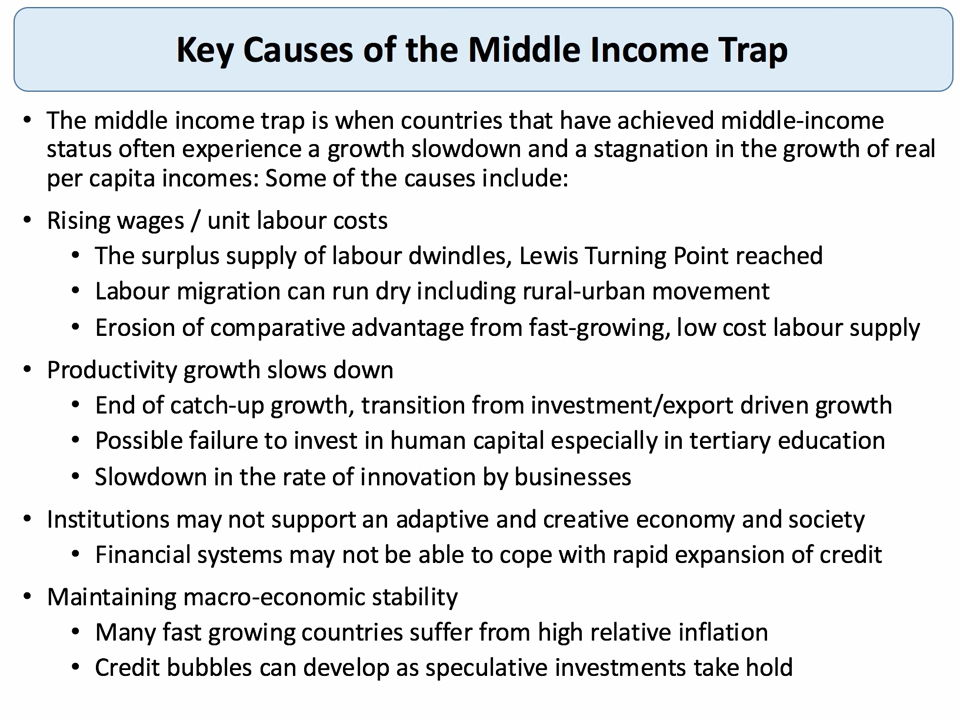 Key Causes of the Middle Income Trap
• The middle income trap is when countries that have achieved middle-income
status often experience a growth slowdown and a stagnation in the growth of real
per capita incomes: Some of the causes include:
• Rising wages / unit labour costs
• The surplus supply of labour dwindles, Lewis Turning Point reached
• Labour migration can run dry including rural-urban movement
• Erosion of comparative advantage from fast-growing, low cost labour supply
• Productivity growth slows down
• End of catch-up growth, transition from investment/export driven growth
• Possible failure to invest in human capital especially in tertiary education
• Slowdown in the rate of innovation by businesses
• Institutions may not support an adaptive and creative economy and society
• Financial systems may not be able to cope with rapid expansion of credit
• Maintaining macro-economic stability
• Many fast growing countries suffer from high relative inflation
• Credit bubbles can develop as speculative investments take hold